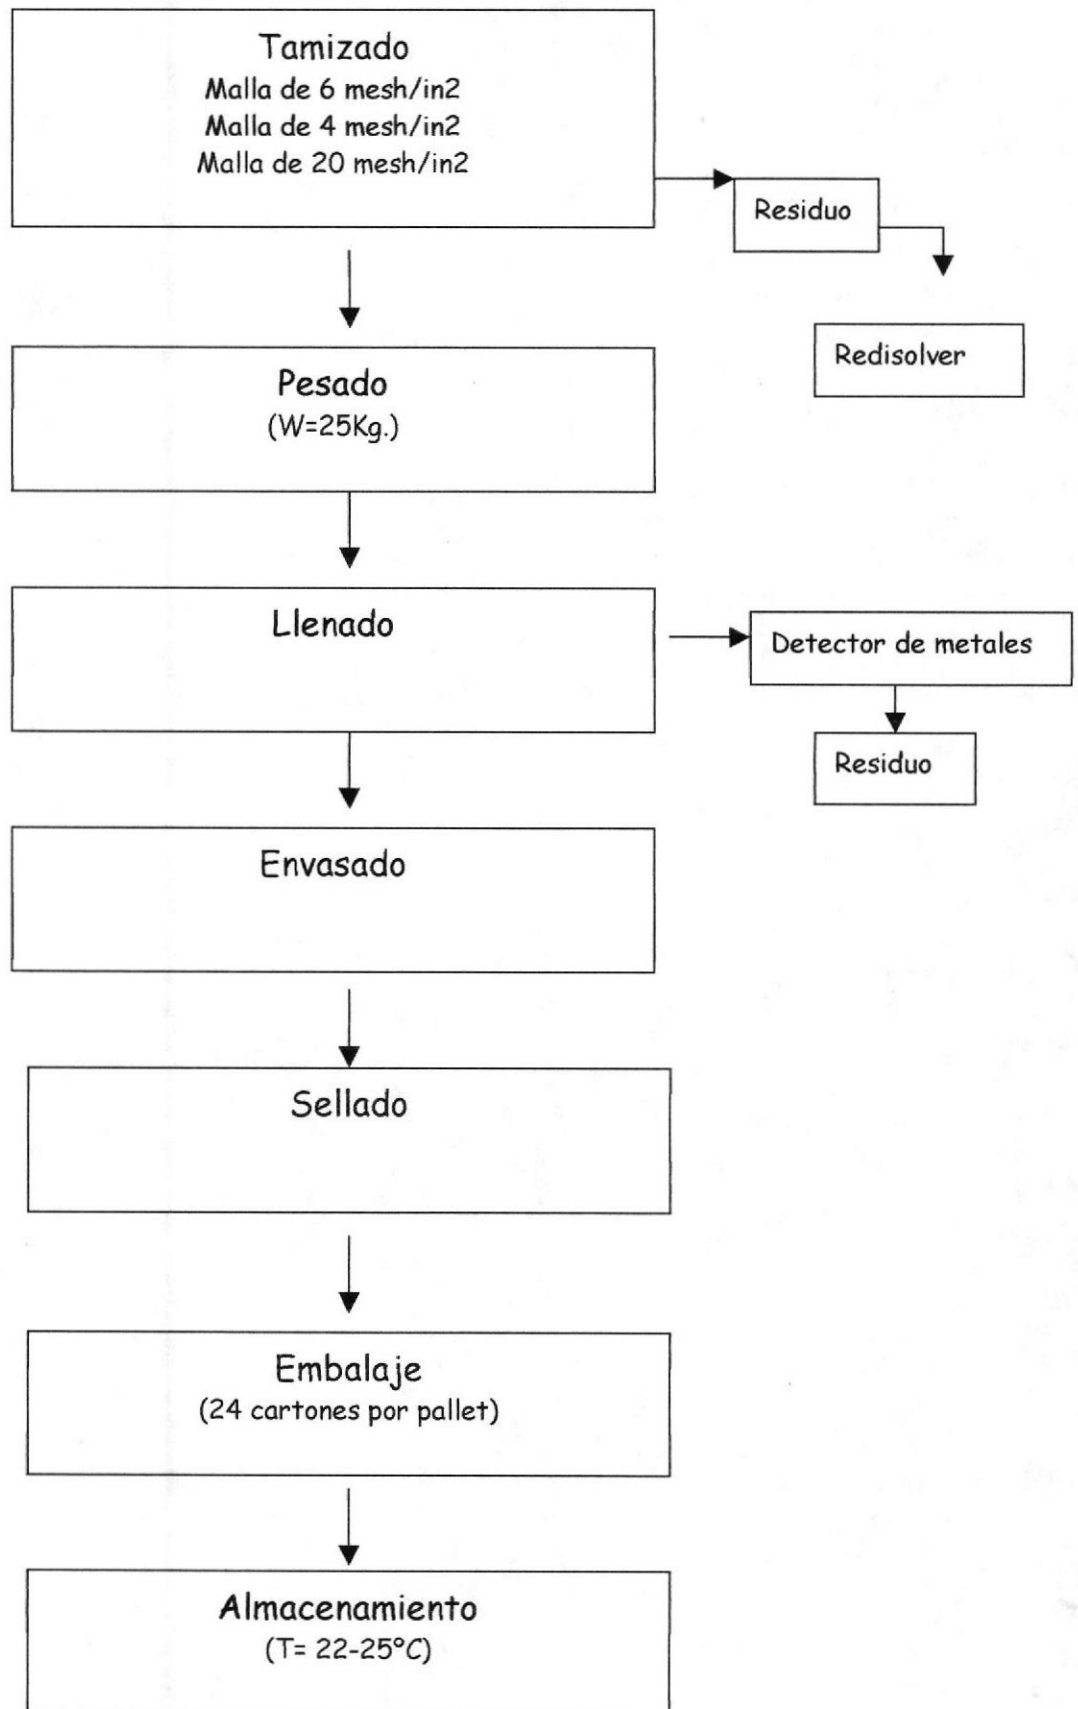 Tamizado
Malla de 6 mesh/in2
Malla de 4 mesh/in2
Malla de 20 mesh/in2
Residuo
Redisolver
Pesado
(W=25Kg.)
Llenado
Detector de metales
Residuo
Envasado
Sellado
Embalaje
(24 cartones por pallet)
Almacenamiento
(T= 22-25ºC)